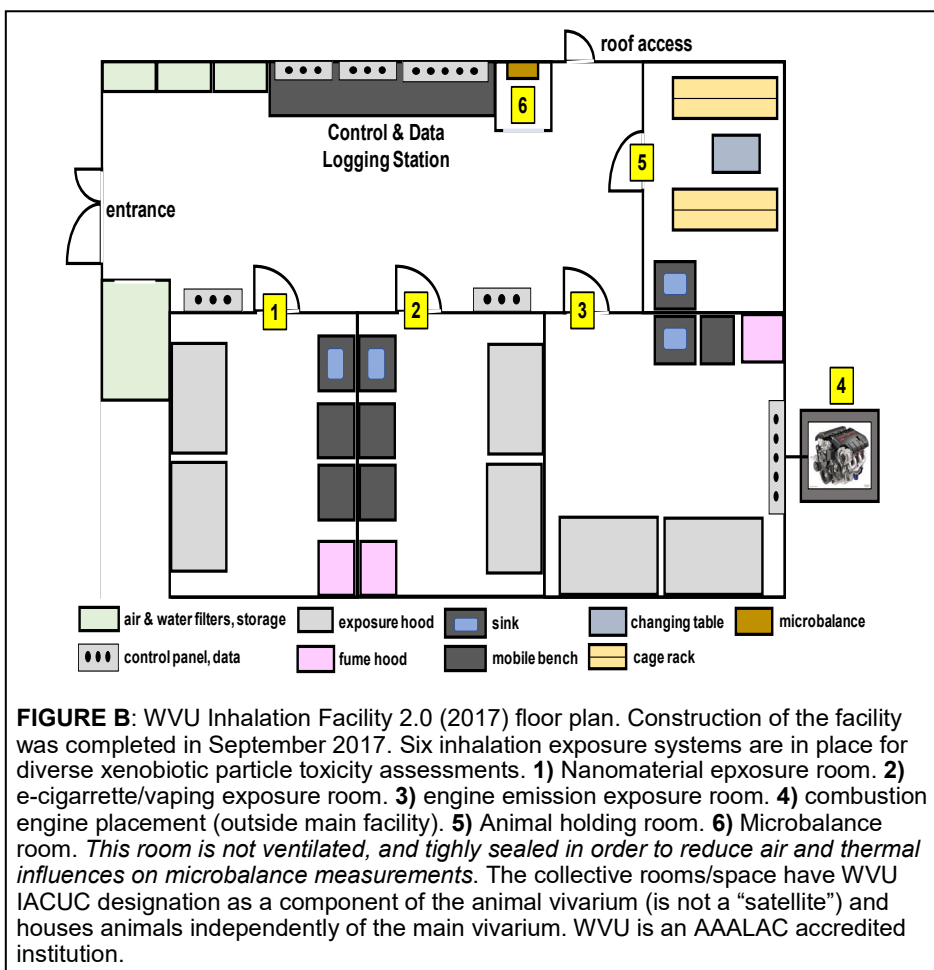 roof access
6
Control & Data
Logging Station
5
entrance
1
2
3
4
air & water filters, storage
exposure hood
sink
changing table
microbalance
control panel, data
fume hood
mobile bench
cage rack
FIGURE B: WVU Inhalation Facility 2.0 (2017) floor plan. Construction of the facility
was completed in September 2017. Six inhalation exposure systems are in place for
diverse xenobiotic particle toxicity assessments. 1) Nanomaterial epxosure room. 2)
e-cigarrette/vaping exposure room. 3) engine emission exposure room. 4) combustion
engine placement (outside main facility). 5) Animal holding room. 6) Microbalance
room. This room is not ventilated, and tighly sealed in order to reduce air and thermal
influences on microbalance measurements. The collective rooms/space have WVU
IACUC designation as a component of the animal vivarium (is not a “satellite”) and
houses animals independently of the main vivarium. WVU is an AAALAC accredited
institution.